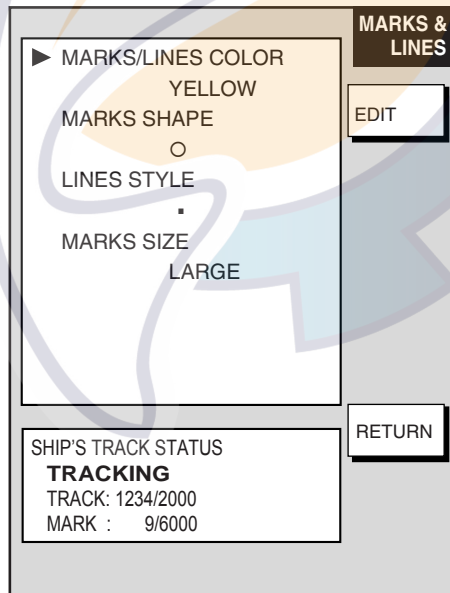 MARKS &
LINES
▶ MARKS/LINES COLOR
YELLOW
MARKS SHAPE
○
LINES STYLE
▪
MARKS SIZE
LARGE
EDIT
RETURN
SHIP'S TRACK STATUS
TRACKING
TRACK: 1234/2000
MARK : 9/6000